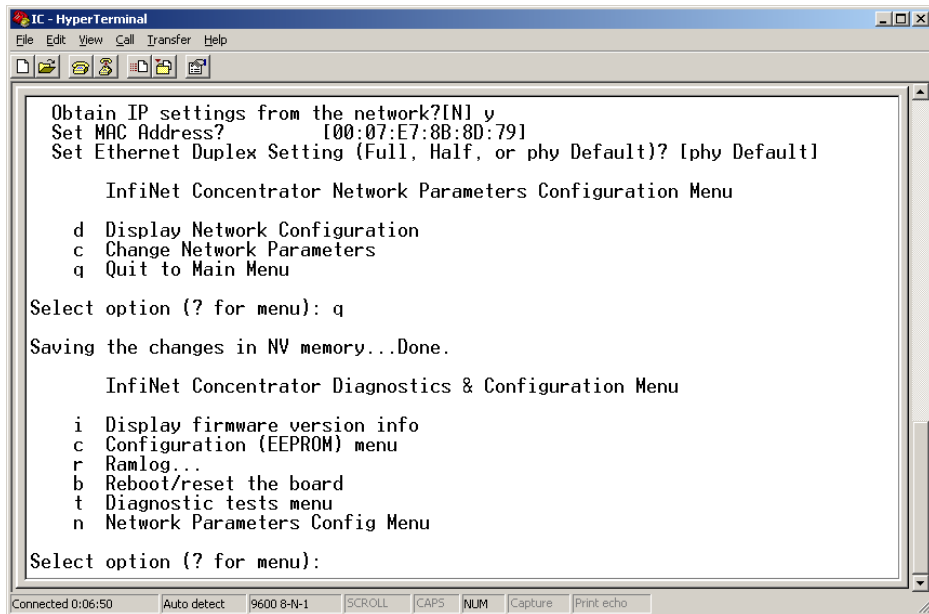 IC - HyperTerminal
File Edit View Call Transfer Help
Obtain IP settings from the network?[N] y
Set MAC Address? [00:07:E7:8B:8D:79]
Set Ethernet Duplex Setting (Full, Half, or phy Default)? [phy Default]
InfiNet Concentrator Network Parameters Configuration Menu
d Display Network Configuration
c Change Network Parameters
q Quit to Main Menu
Select option (? for menu): q
Saving the changes in NV memory...Done.
InfiNet Concentrator Diagnostics & Configuration Menu
i Display firmware version info
c Configuration (EEPROM) menu
r Ramlog...
b Reboot/reset the board
t Diagnostic tests menu
n Network Parameters Config Menu
Select option (? for menu):
Connected 0:06:50 Auto detect 9600 8-N-1 SCROLL CAPS NUM Capture Print echo